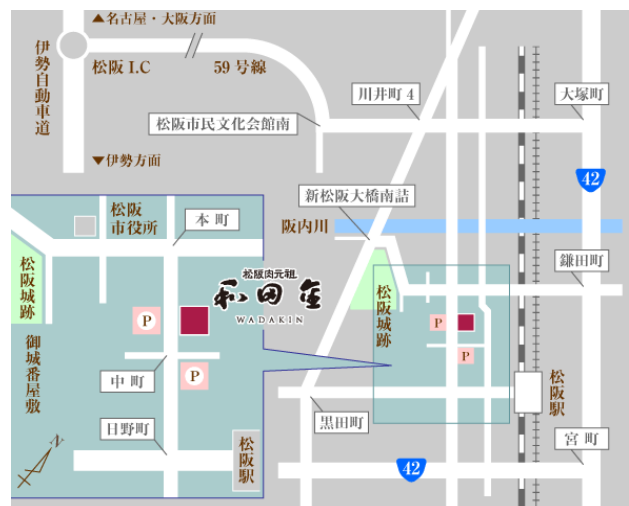 ▲名古屋・大阪方面
伊勢自動車道
松阪 I.C
59 号線
川井町 4
大塚町
松阪市民文化会館南
▼伊勢方面
42
新松阪大橋南詰
阪内川
松阪市役所
本 町
鎌田町
松阪城跡
松阪肉元祖
和田金
WADAKIN
松阪城跡
P
P
御城番屋敷
P
P
中 町
松阪駅
黒田町
日野町
N
松阪駅
宮 町
42